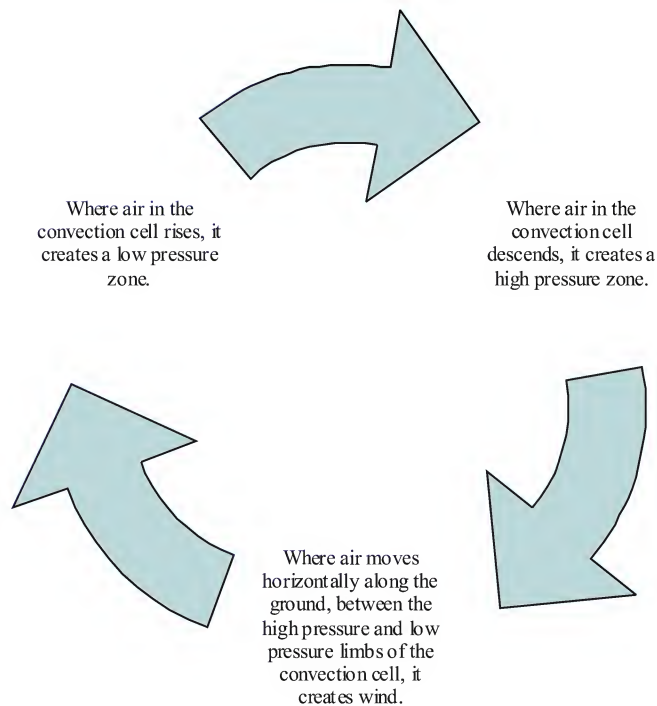 Where air in the
convection cell rises, it
creates a low pressure
zone.
Where air in the
convection cell
descends, it creates a
high pressure zone.
Where air moves
horizontally along the
ground, between the
high pressure and low
pressure limbs of the
convection cell, it
creates wind.